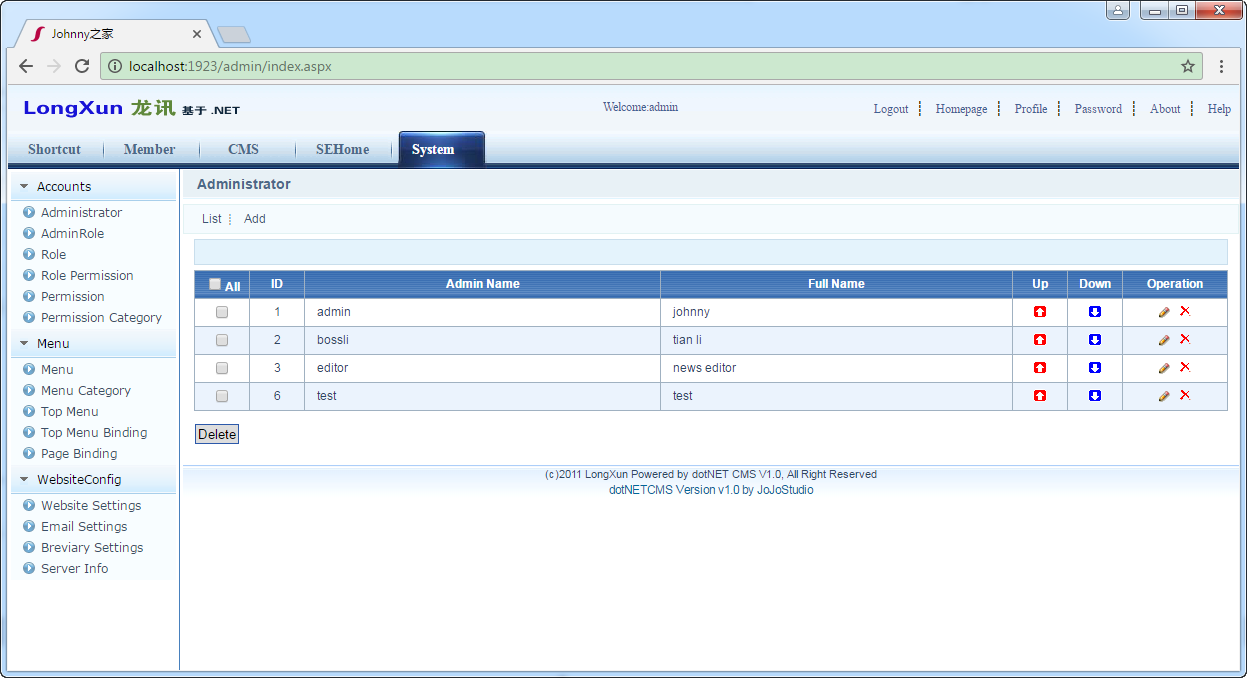 Johnny之家
localhost:1923/admin/index.aspx
LongXun 龙讯 基于 .NET
Welcome:admin
Logout Homepage Profile Password About Help
Shortcut Member CMS SEHome System
Accounts
Administrator
AdminRole
Role
Role Permission
Permission
Permission Category
Menu
Menu
Menu Category
Top Menu
Top Menu Binding
Page Binding
WebsiteConfig
Website Settings
Email Settings
Breviary Settings
Server Info
Administrator
List Add
All ID Admin Name Full Name Up Down Operation
1 admin johnny
2 bossli tian li
3 editor news editor
6 test test
Delete
(c)2011 LongXun Powered by dotNET CMS V1.0, All Right Reserved
dotNETCMS Version v1.0 by JoJoStudio